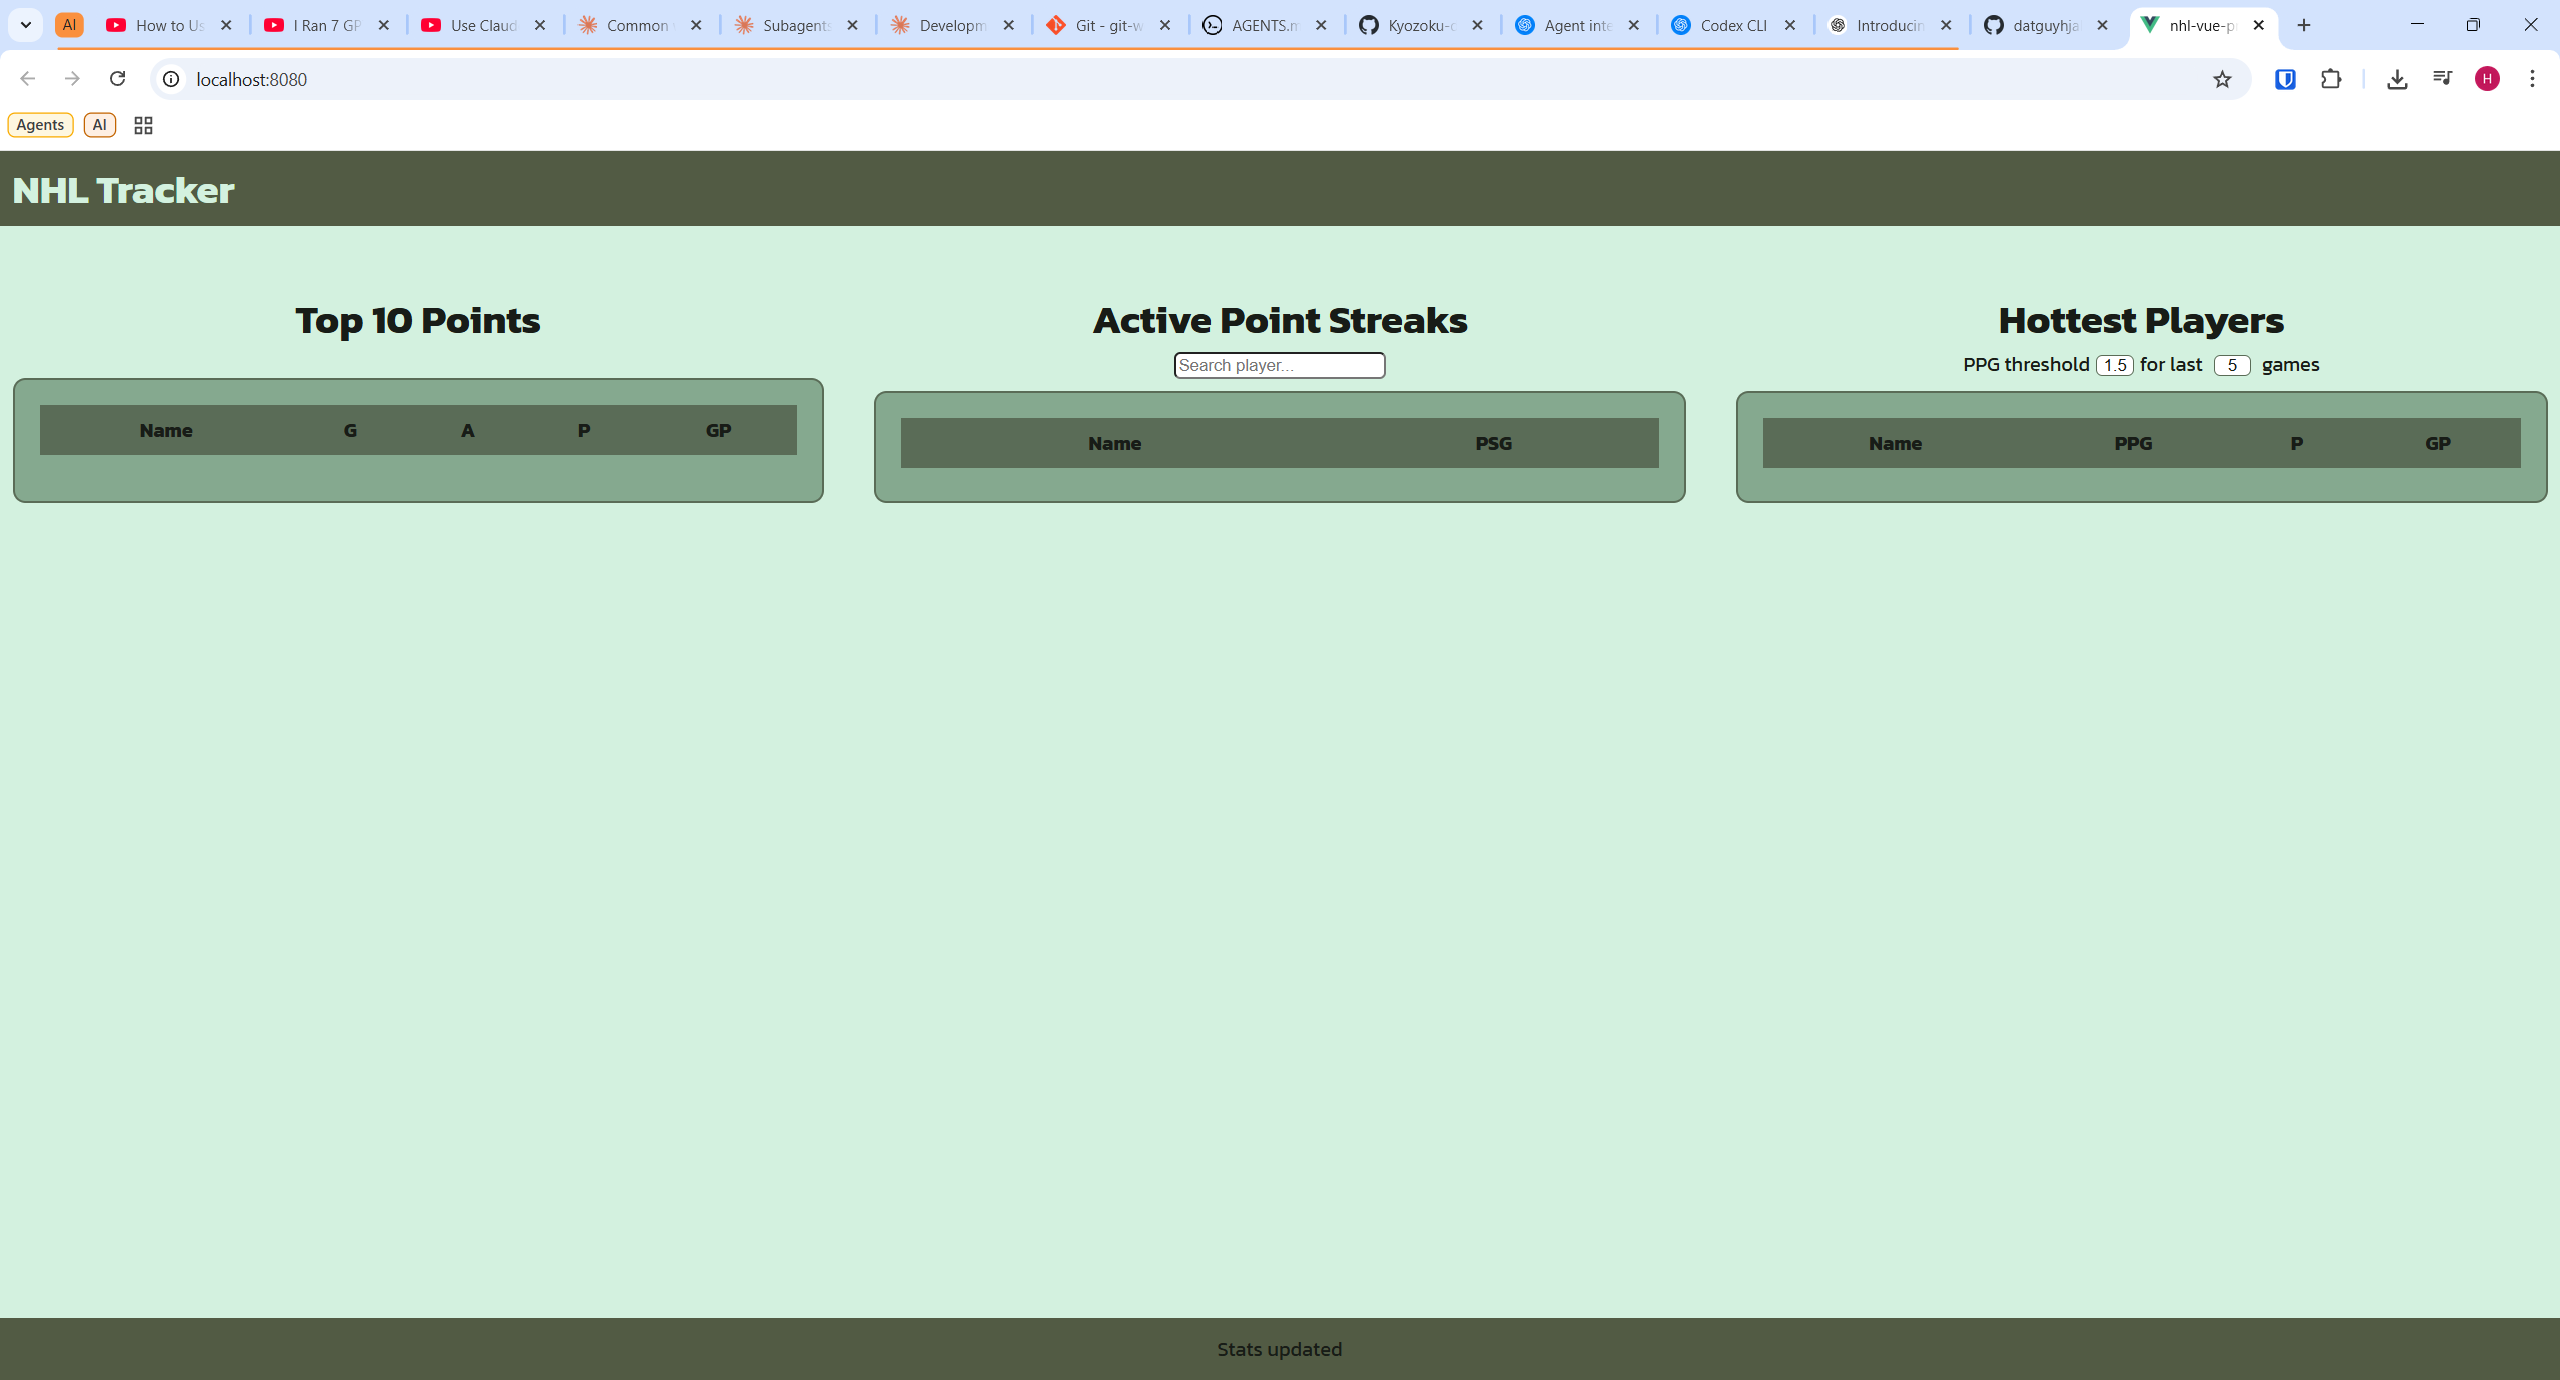 AI How to Us I Ran 7 GP Use Claud Common Subagents Developm Git - git-w AGENTS.m Kyozoku-c Agent inte Codex CLI Introducin datguyhja nhl-vue-pr
localhost:8080
H
Agents AI
NHL Tracker
Top 10 Points
Name G A P GP
Active Point Streaks
Search player...
Name PSG
Hottest Players
PPG threshold 1.5 for last 5 games
Name PPG P GP
Stats updated